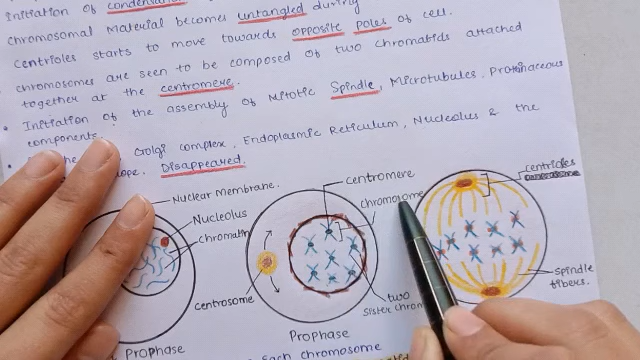 Initiation of condensation
chromosomal material becomes untangled during
Centrioles starts to move towards opposite poles of cell.
chromosomes are seen to be composed of two chromatids attached
together at the centromere.
• Initiation of the assembly of Mitotic Spindle, Microtubules, Proteinaceous
components.
Golgi complex, Endoplasmic Reticulum, Nucleolus & the
Disappeared.
Nuclear membrane.
Nucleolus
chromatin
Centrosome
Prophase
Centromere
chromosome
two
Sister chrom
Prophase
Centrioles
spindle
fibers.
Each chromosome